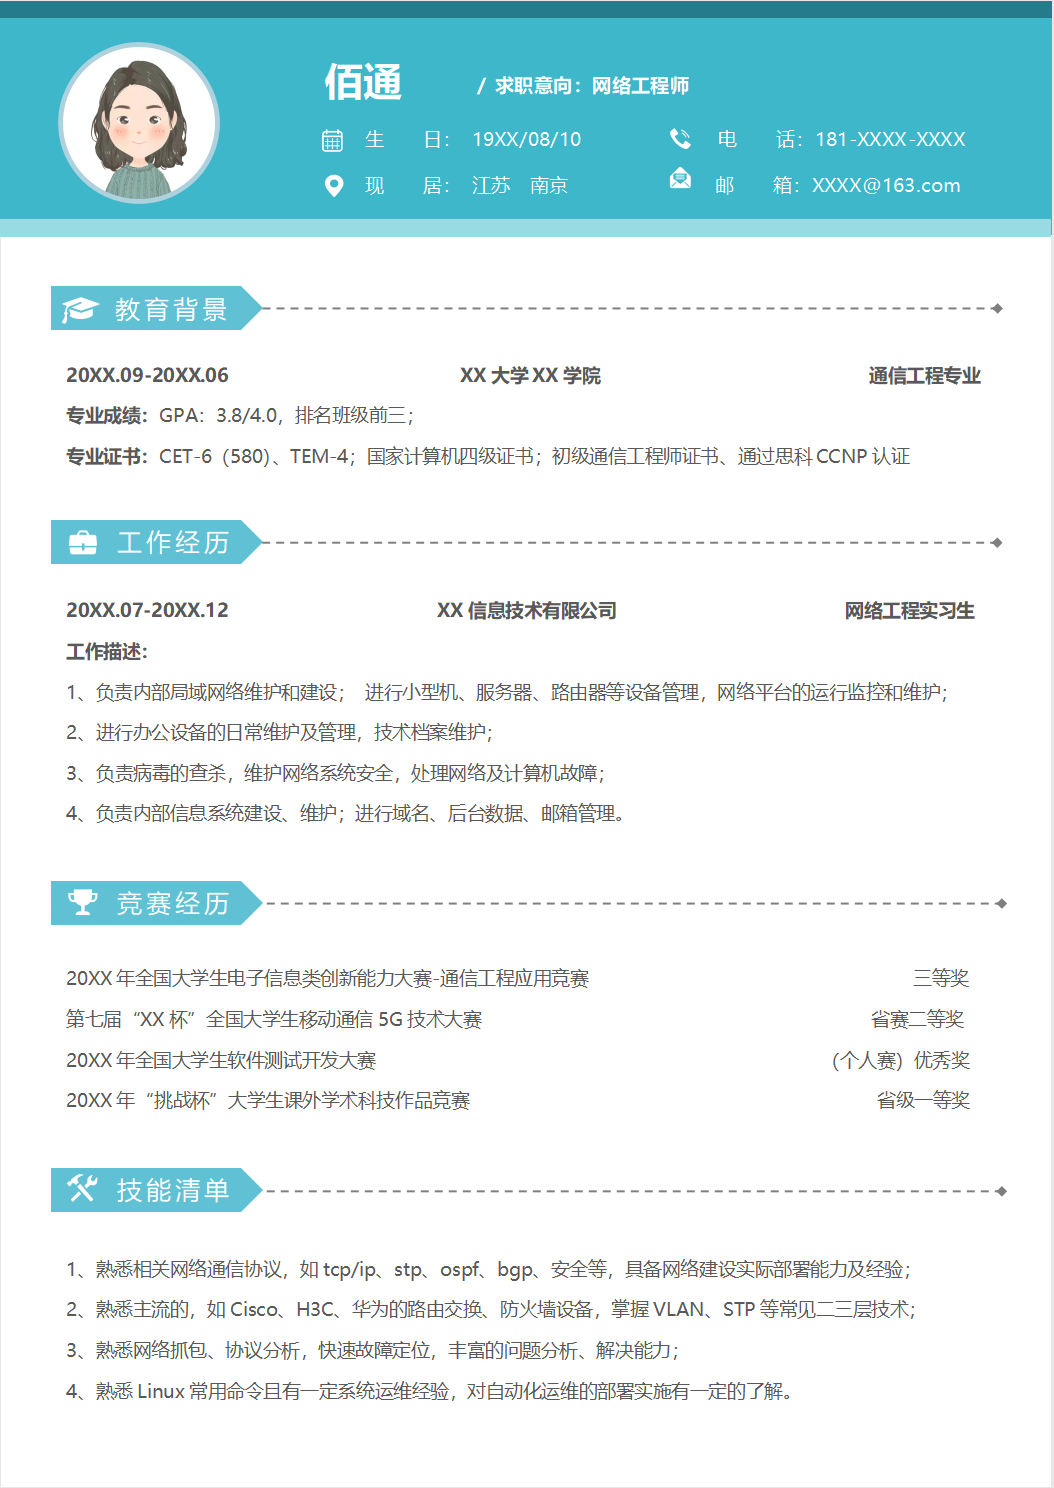 佰通 / 求职意向：网络工程师
生 日： 19XX/08/10 电 话：181-XXXX-XXXX
现 居： 江苏 南京 邮 箱：XXXX@163.com
教育背景
20XX.09-20XX.06 XX 大学 XX 学院 通信工程专业
专业成绩：GPA：3.8/4.0，排名班级前三；
专业证书：CET-6（580）、TEM-4；国家计算机四级证书；初级通信工程师证书、通过思科 CCNP 认证
工作经历
20XX.07-20XX.12 XX 信息技术有限公司 网络工程实习生
工作描述：
1、负责内部局域网络维护和建设； 进行小型机、服务器、路由器等设备管理，网络平台的运行监控和维护；
2、进行办公设备的日常维护及管理，技术档案维护；
3、负责病毒的查杀，维护网络系统安全，处理网络及计算机故障；
4、负责内部信息系统建设、维护；进行域名、后台数据、邮箱管理。
竞赛经历
20XX 年全国大学生电子信息类创新能力大赛-通信工程应用竞赛 三等奖
第七届“XX 杯”全国大学生移动通信 5G 技术大赛 省赛二等奖
20XX 年全国大学生软件测试开发大赛 （个人赛）优秀奖
20XX 年“挑战杯”大学生课外学术科技作品竞赛 省级一等奖
技能清单
1、熟悉相关网络通信协议，如 tcp/ip、stp、ospf、bgp、安全等，具备网络建设实际部署能力及经验；
2、熟悉主流的，如 Cisco、H3C、华为的路由交换、防火墙设备，掌握 VLAN、STP 等常见二三层技术；
3、熟悉网络抓包、协议分析，快速故障定位，丰富的问题分析、解决能力；
4、熟悉 Linux 常用命令且有一定系统运维经验，对自动化运维的部署实施有一定的了解。